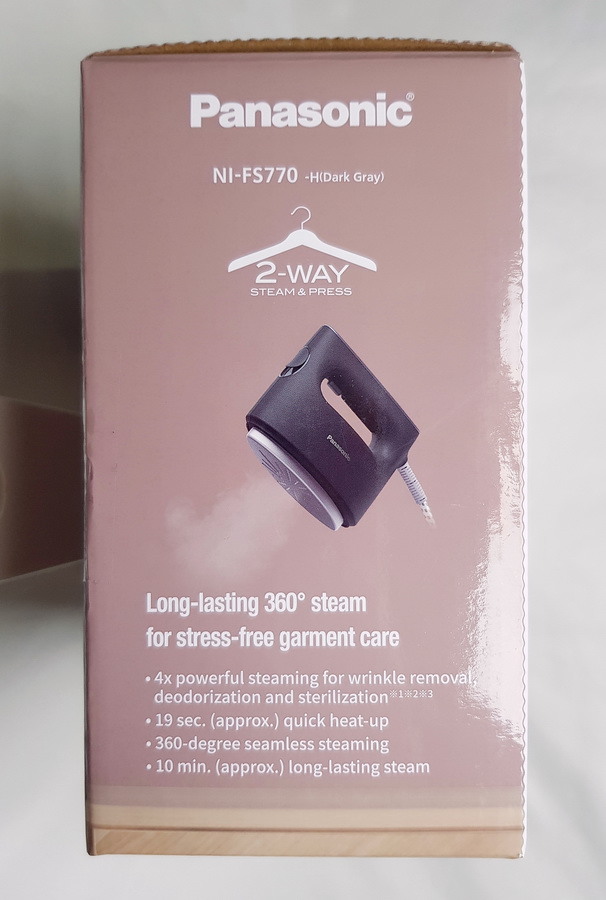 Panasonic®
NI-FS770 -H(Dark Gray)
2-WAY
STEAM & PRESS
Panasonic
Long-lasting 360° steam
for stress-free garment care
• 4x powerful steaming for wrinkle removal,
deodorization and sterilization※1※2※3
• 19 sec. (approx.) quick heat-up
• 360-degree seamless steaming
• 10 min. (approx.) long-lasting steam